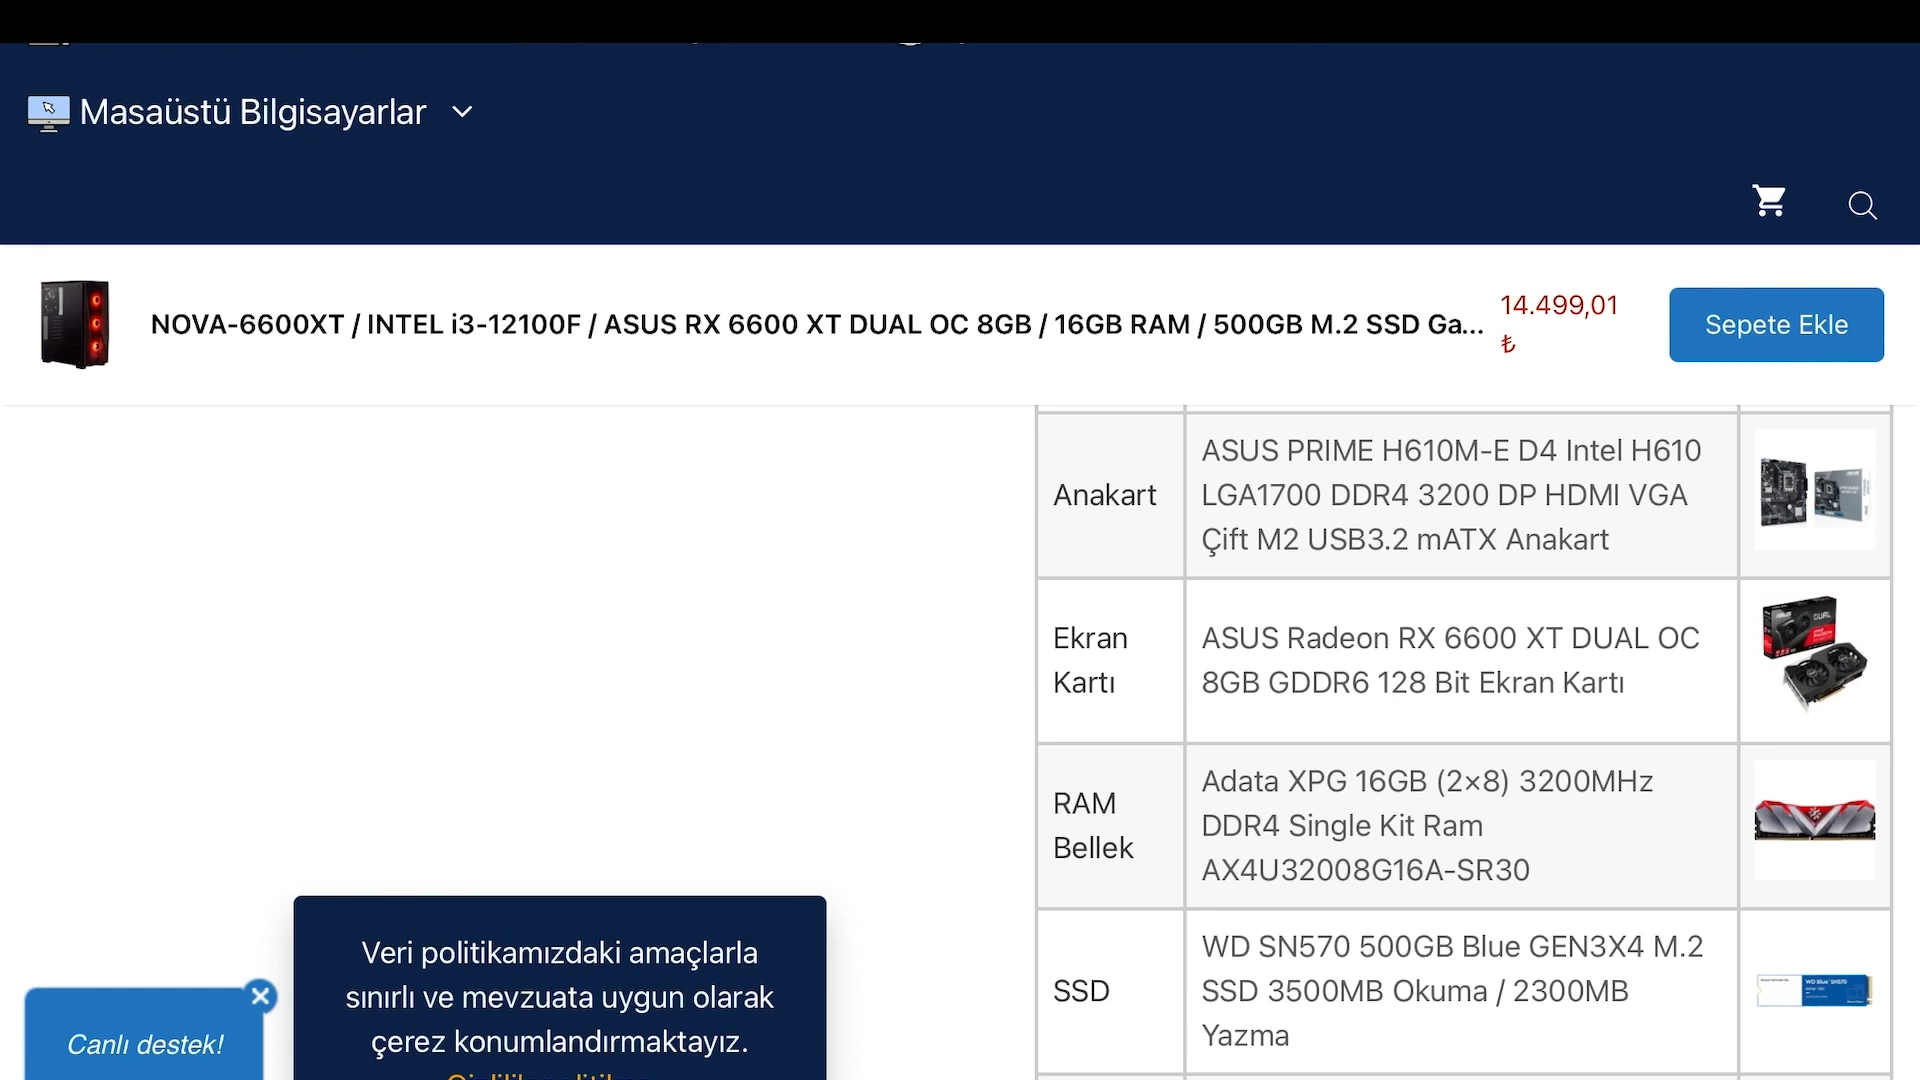 Masaüstü Bilgisayarlar
NOVA-6600XT / INTEL i3-12100F / ASUS RX 6600 XT DUAL OC 8GB / 16GB RAM / 500GB M.2 SSD Ga...
14.499,01
₺
Sepete Ekle
Anakart
ASUS PRIME H610M-E D4 Intel H610
LGA1700 DDR4 3200 DP HDMI VGA
Çift M2 USB3.2 mATX Anakart
Ekran
Kartı
ASUS Radeon RX 6600 XT DUAL OC
8GB GDDR6 128 Bit Ekran Kartı
RAM
Bellek
Adata XPG 16GB (2×8) 3200MHz
DDR4 Single Kit Ram
AX4U32008G16A-SR30
SSD
WD SN570 500GB Blue GEN3X4 M.2
SSD 3500MB Okuma / 2300MB
Yazma
Veri politikamızdaki amaçlarla
sınırlı ve mevzuata uygun olarak
çerez konumlandırmaktayız.
Canlı destek!